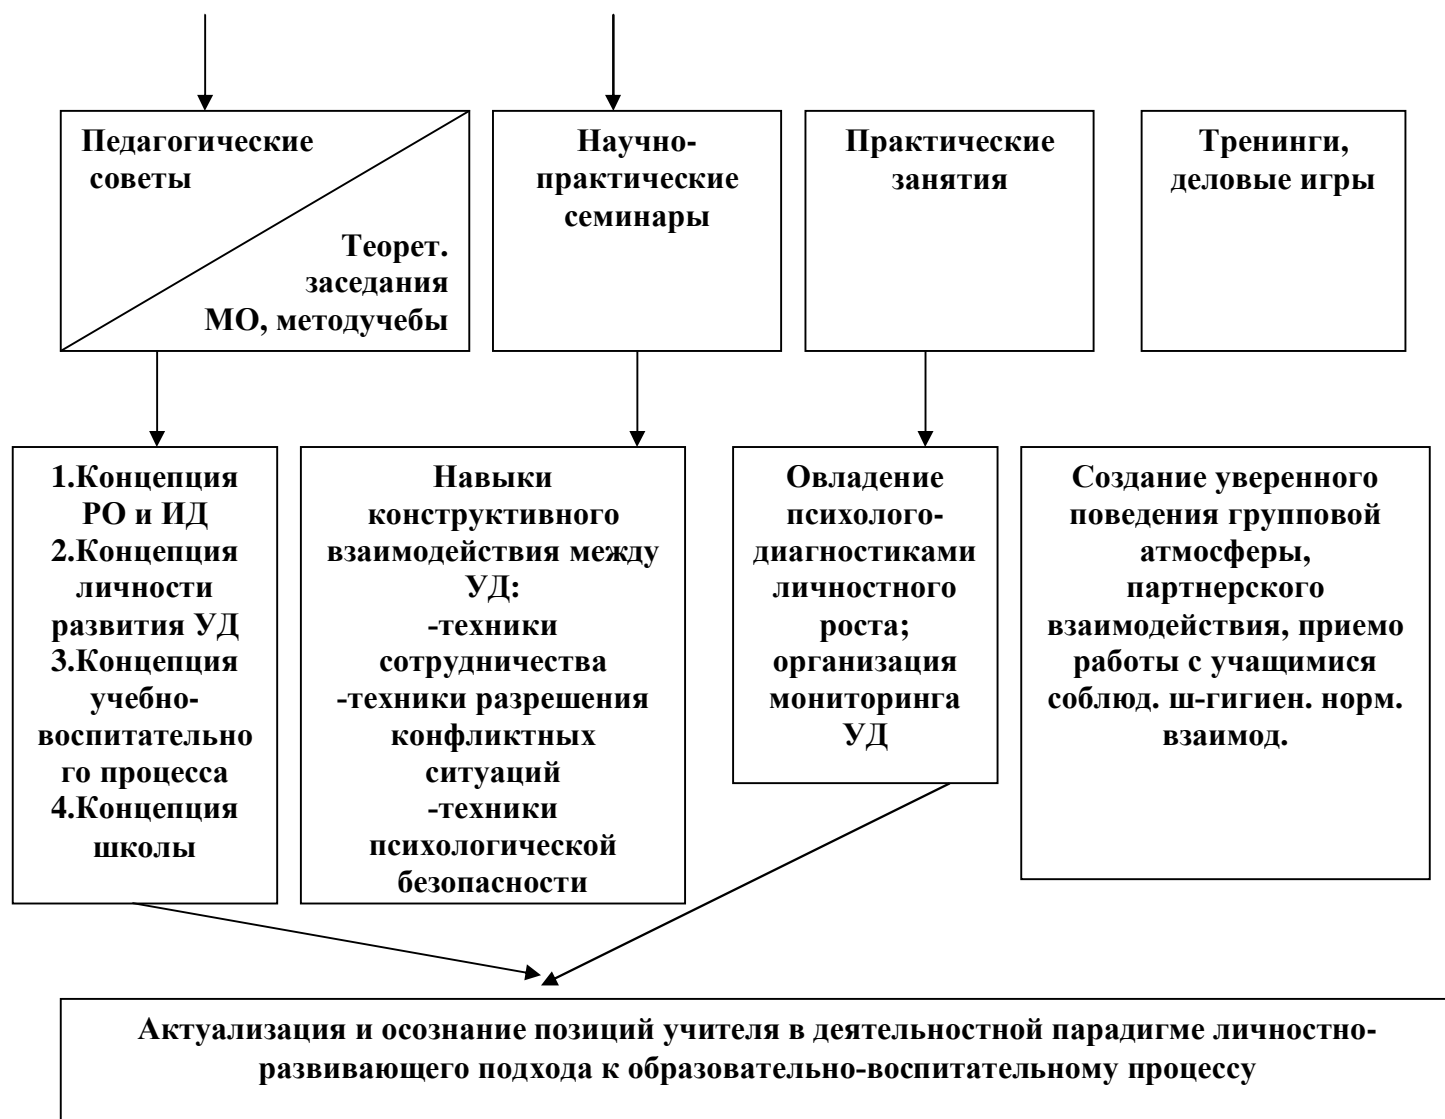 Педагогические
советы
Теорет.
заседания
МО, методучебы
Научно-
практические
семинары
Практические
занятия
Тренинги,
деловые игры
1.Концепция
РО и ИД
2.Концепция
личности
развития УД
3.Концепция
учебно-
воспитательно
го процесса
4.Концепция
школы
Навыки
конструктивного
взаимодействия между
УД:
-техники
сотрудничества
-техники разрешения
конфликтных
ситуаций
-техники
психологической
безопасности
Овладение
психолого-
диагностиками
личностного
роста;
организация
мониторинга
УД
Создание уверенного
поведения групповой
атмосферы,
партнерского
взаимодействия, приемо
работы с учащимися
соблюд. ш-гигиен. норм.
взаимод.
Актуализация и осознание позиций учителя в деятельностной парадигме личностно-
развивающего подхода к образовательно-воспитательному процессу